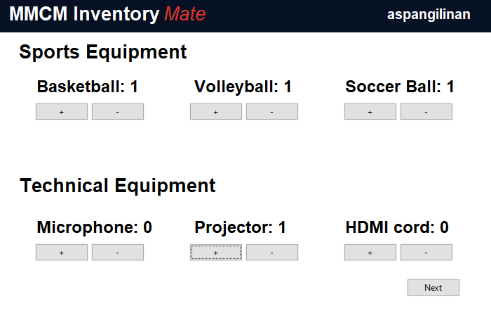 MMCM Inventory Mate aspangilinan
Sports Equipment
Basketball: 1 Volleyball: 1 Soccer Ball: 1
+ - + - + -
Technical Equipment
Microphone: 0 Projector: 1 HDMI cord: 0
+ - + - + -
Next